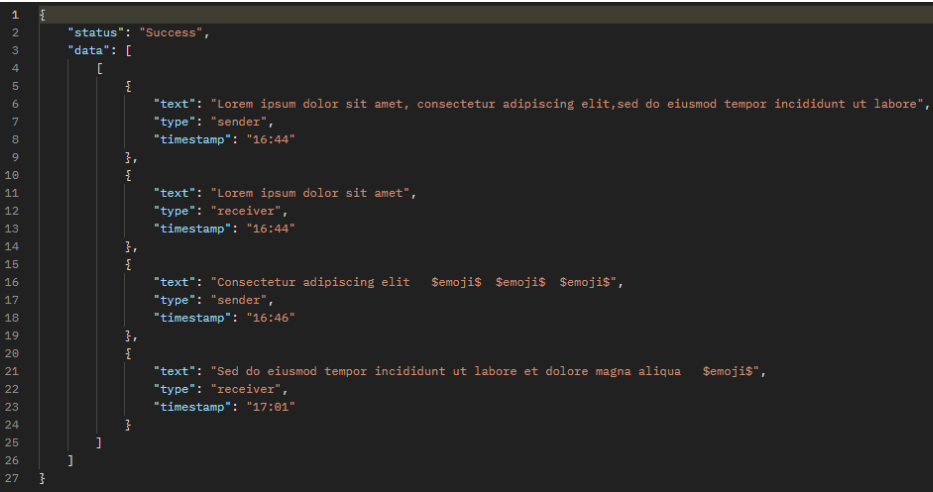 1 {
2 "status": "Success",
3 "data": [
4 [
5 {
6 "text": "Lorem ipsum dolor sit amet, consectetur adipiscing elit,sed do eiusmod tempor incididunt ut labore",
7 "type": "sender",
8 "timestamp": "16:44"
9 },
10 {
11 "text": "Lorem ipsum dolor sit amet",
12 "type": "receiver",
13 "timestamp": "16:44"
14 },
15 {
16 "text": "Consectetur adipiscing elit   $emoji$  $emoji$  $emoji$",
17 "type": "sender",
18 "timestamp": "16:46"
19 },
20 {
21 "text": "Sed do eiusmod tempor incididunt ut labore et dolore magna aliqua   $emoji$",
22 "type": "receiver",
23 "timestamp": "17:01"
24 }
25 ]
26 ]
27 }